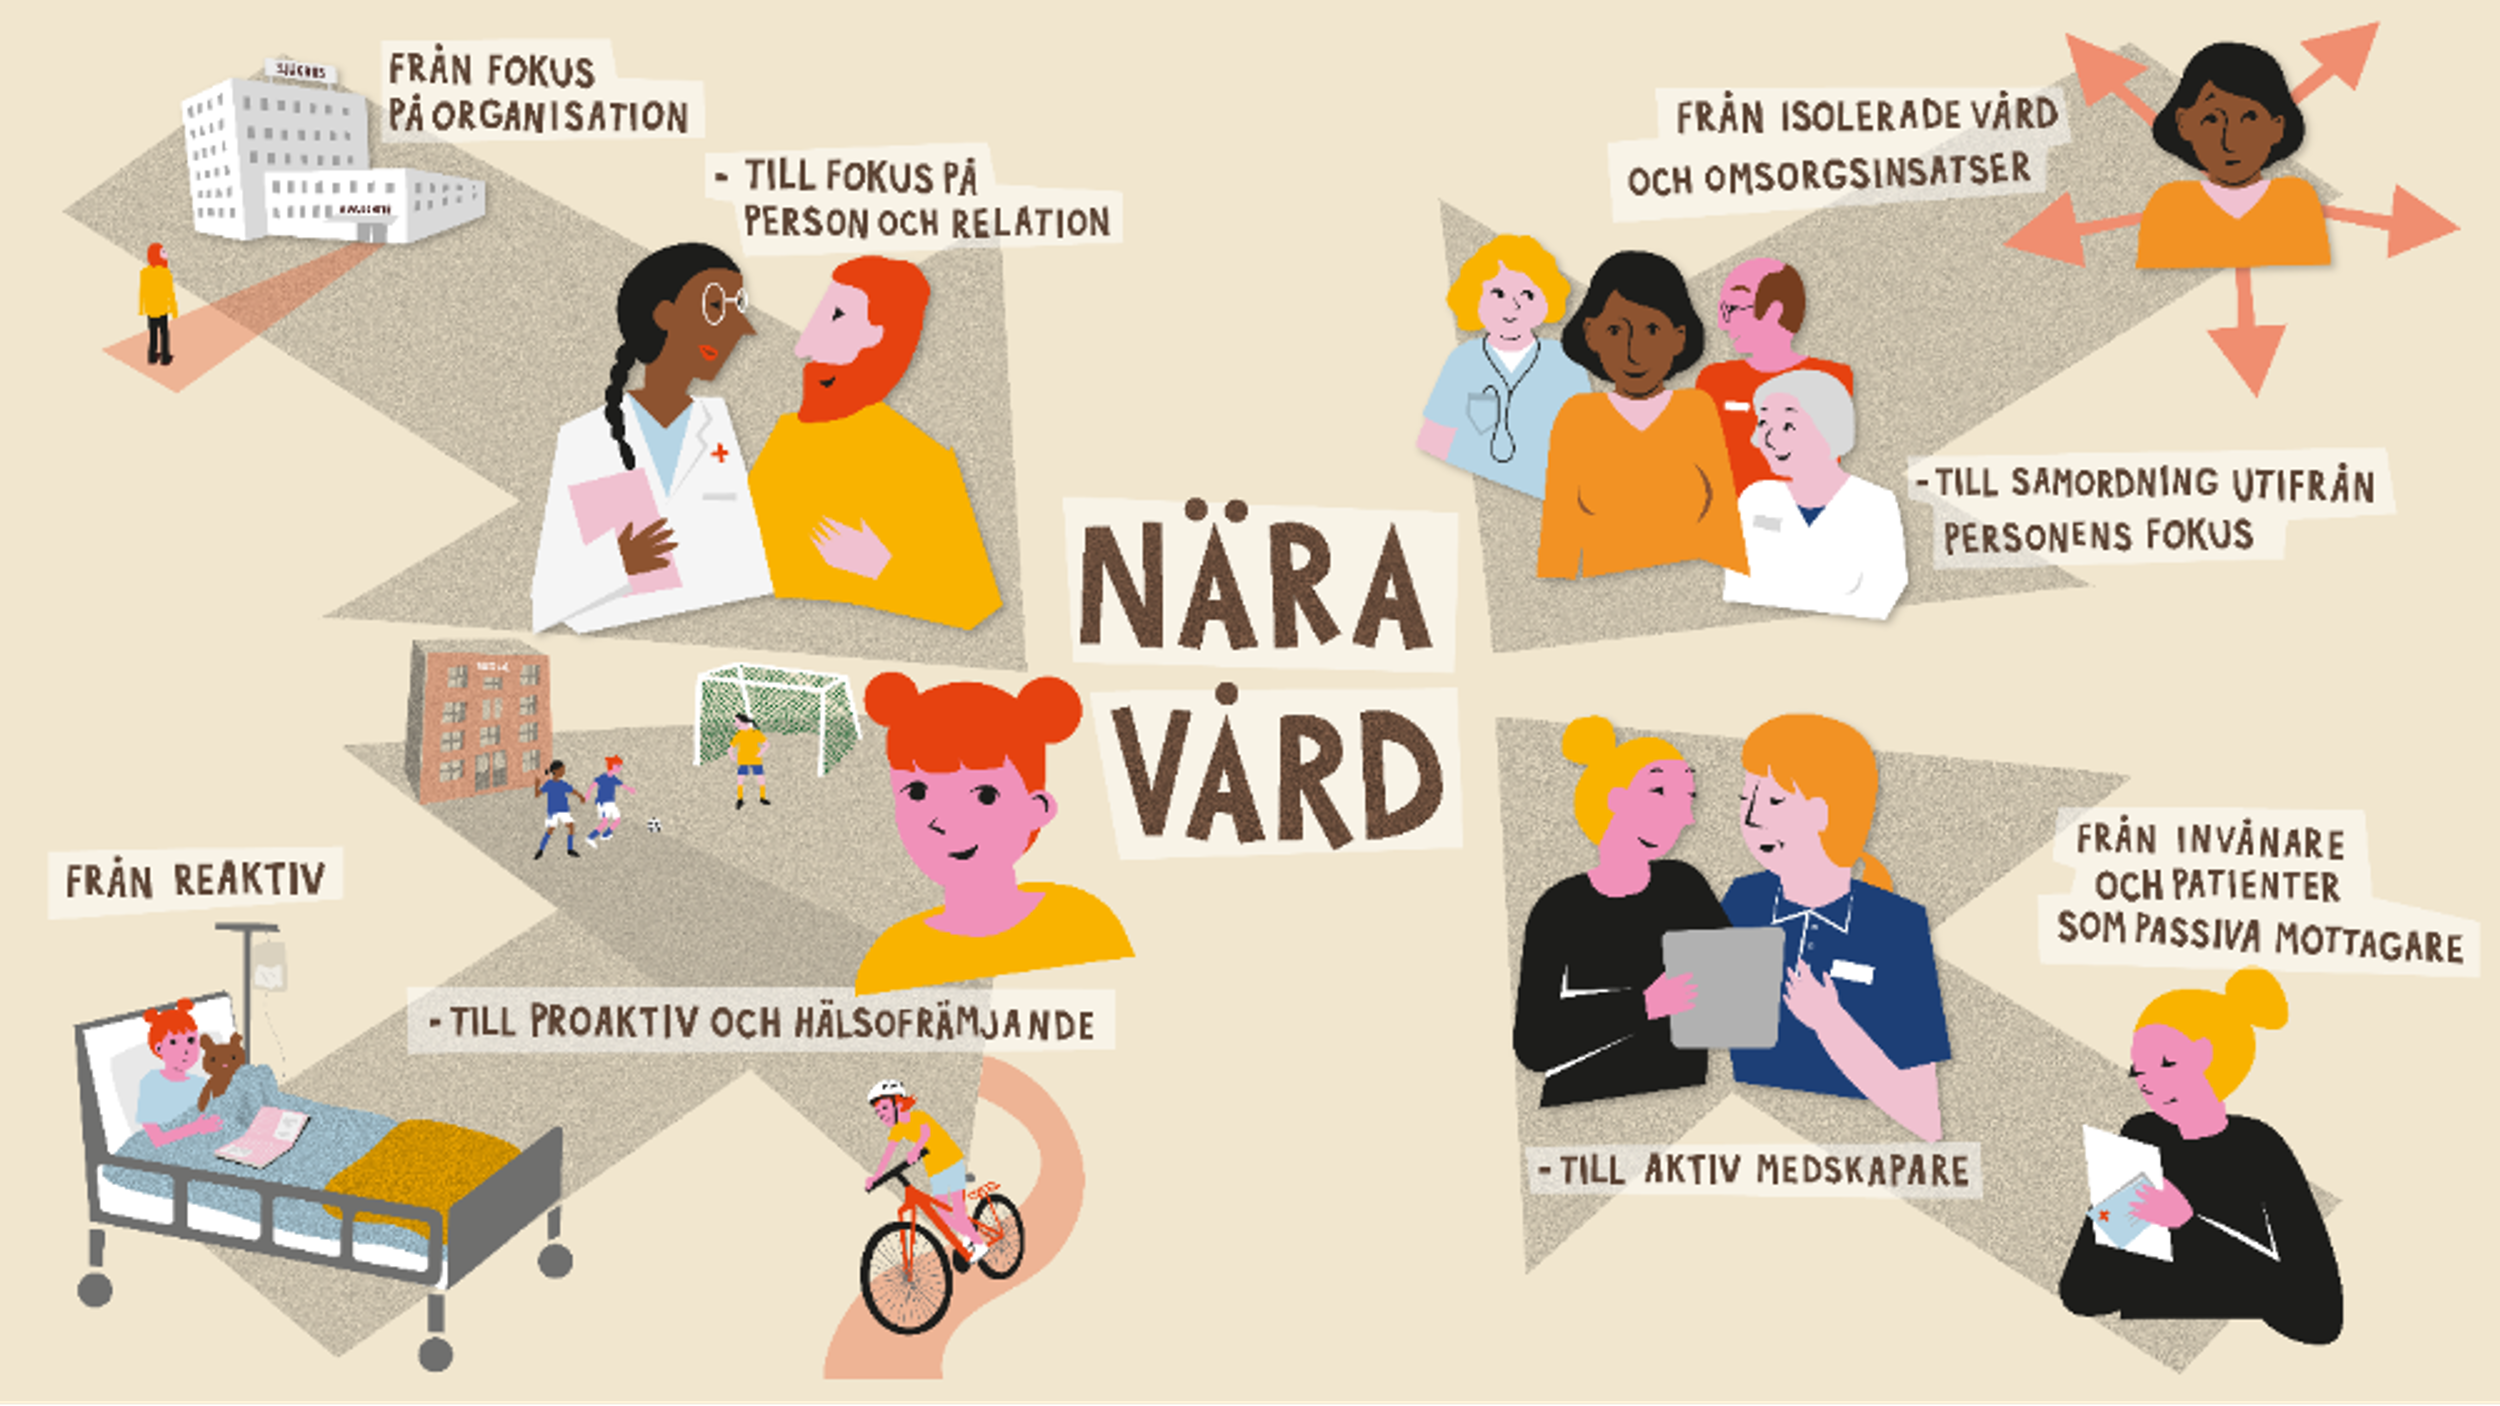 SJUKHUS
FRÅN FOKUS
PÅ ORGANISATION
- TILL FOKUS PÅ
PERSON OCH RELATION
FRÅN ISOLERADE VÅRD
OCH OMSORGSINSATSER
- TILL SAMORDNING UTIFRÅN
PERSONENS FOKUS
NÄRA
VÅRD
FRÅN REAKTIV
- TILL PROAKTIV OCH HÄLSOFRÄMJANDE
FRÅN INVÅNARE
OCH PATIENTER
SOM PASSIVA MOTTAGARE
- TILL AKTIV MEDSKAPARE